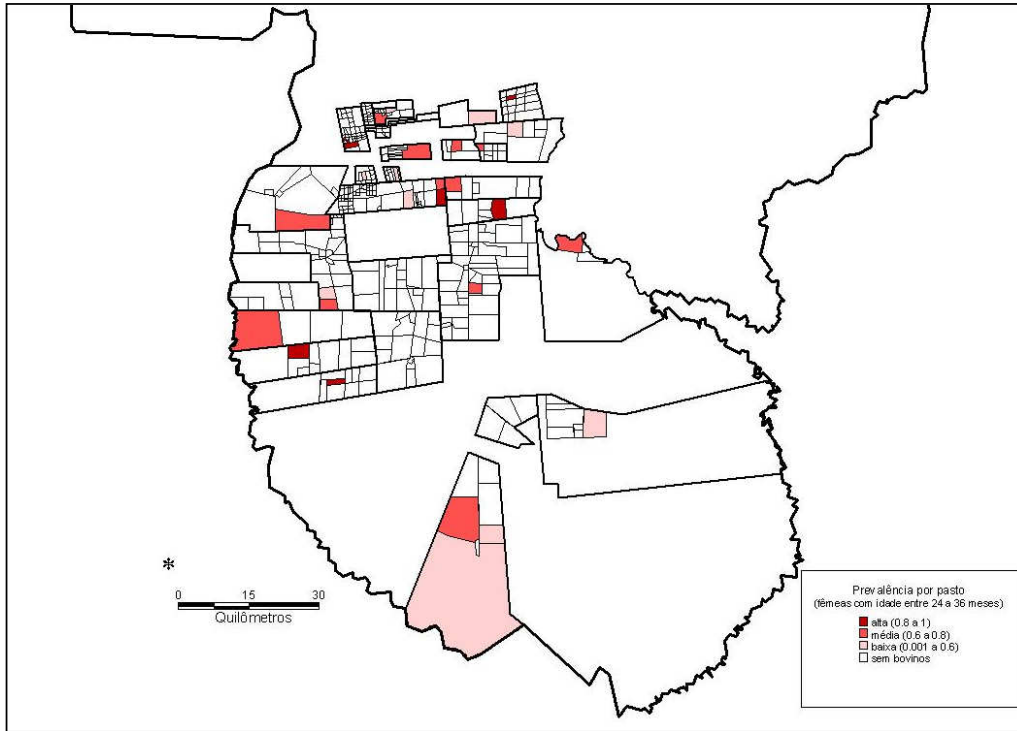 *
0 15 30
Quilômetros
Prevalência por pasto
(fêmeas com idade entre 24 a 36 meses)
alta (0.8 a 1)
média (0.6 a 0.8)
baixa (0.001 a 0.6)
sem bovinos